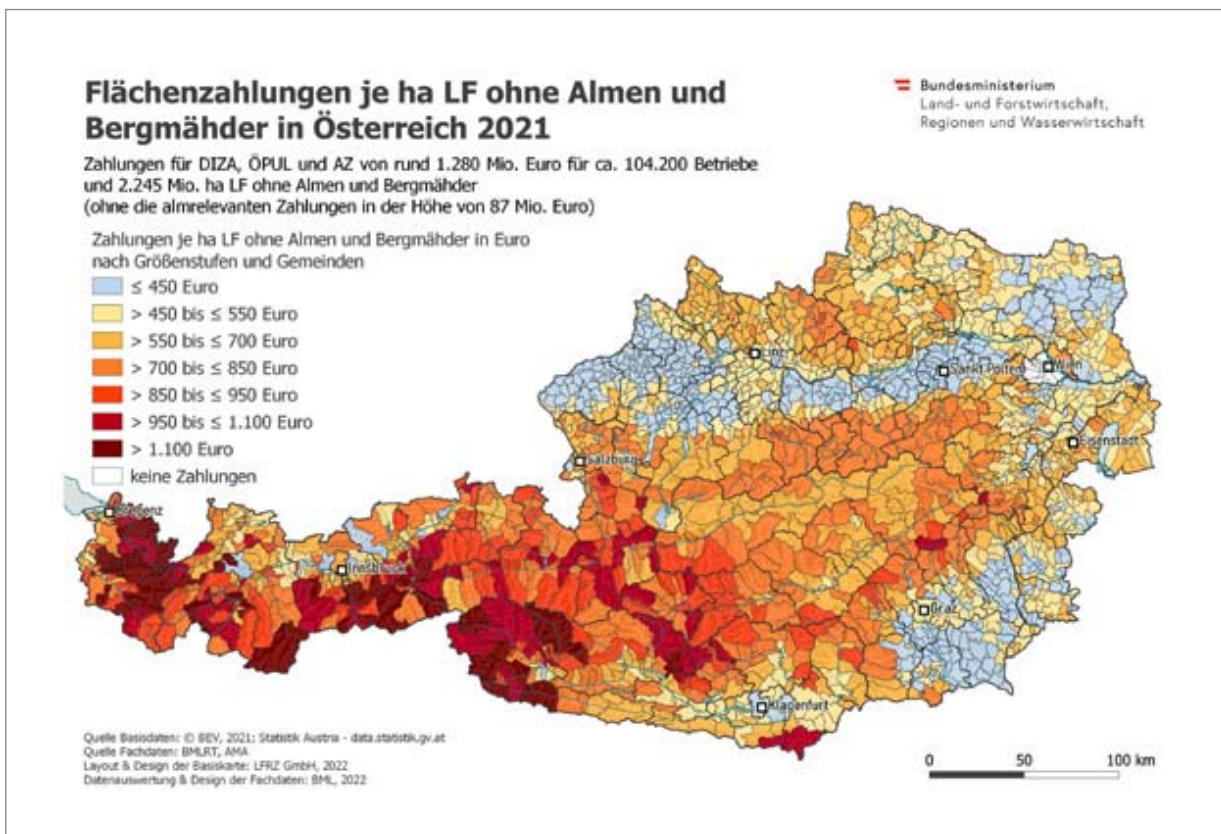 Flächenzahlungen je ha LF ohne Almen und
Bergmähder in Österreich 2021
Bundesministerium
Land- und Forstwirtschaft,
Regionen und Wasserwirtschaft
Zahlungen für DIZA, ÖPUL und AZ von rund 1.280 Mio. Euro für ca. 104.200 Betriebe
und 2.245 Mio. ha LF ohne Almen und Bergmähder
(ohne die almrelevanten Zahlungen in der Höhe von 87 Mio. Euro)
Zahlungen je ha LF ohne Almen und Bergmähder in Euro
nach Größenstufen und Gemeinden
≤ 450 Euro
> 450 bis ≤ 550 Euro
> 550 bis ≤ 700 Euro
> 700 bis ≤ 850 Euro
> 850 bis ≤ 950 Euro
> 950 bis ≤ 1.100 Euro
> 1.100 Euro
keine Zahlungen
Linz
Sankt Pölten
Wien
Eisenstadt
Salzburg
Bregenz
Innsbruck
Graz
Klagenfurt
Quelle Basisdaten: © BEV, 2021; Statistik Austria - data.statistik.gv.at
Quelle Fachdaten: BMLRT, AMA
Layout & Design der Basiskarte: LFRZ GmbH, 2022
Datenauswertung & Design der Fachdaten: BML, 2022
0 50 100 km